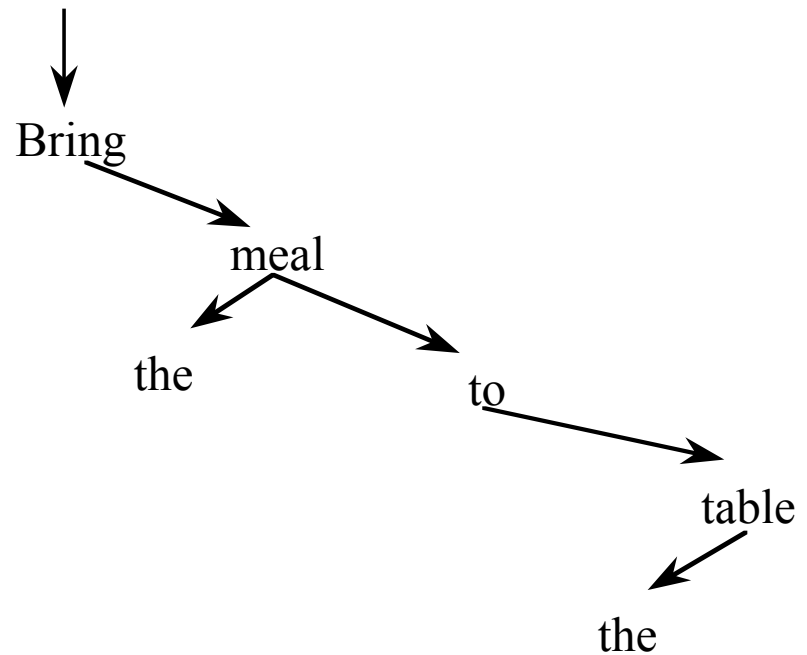 Bring
meal
the
to
table
the